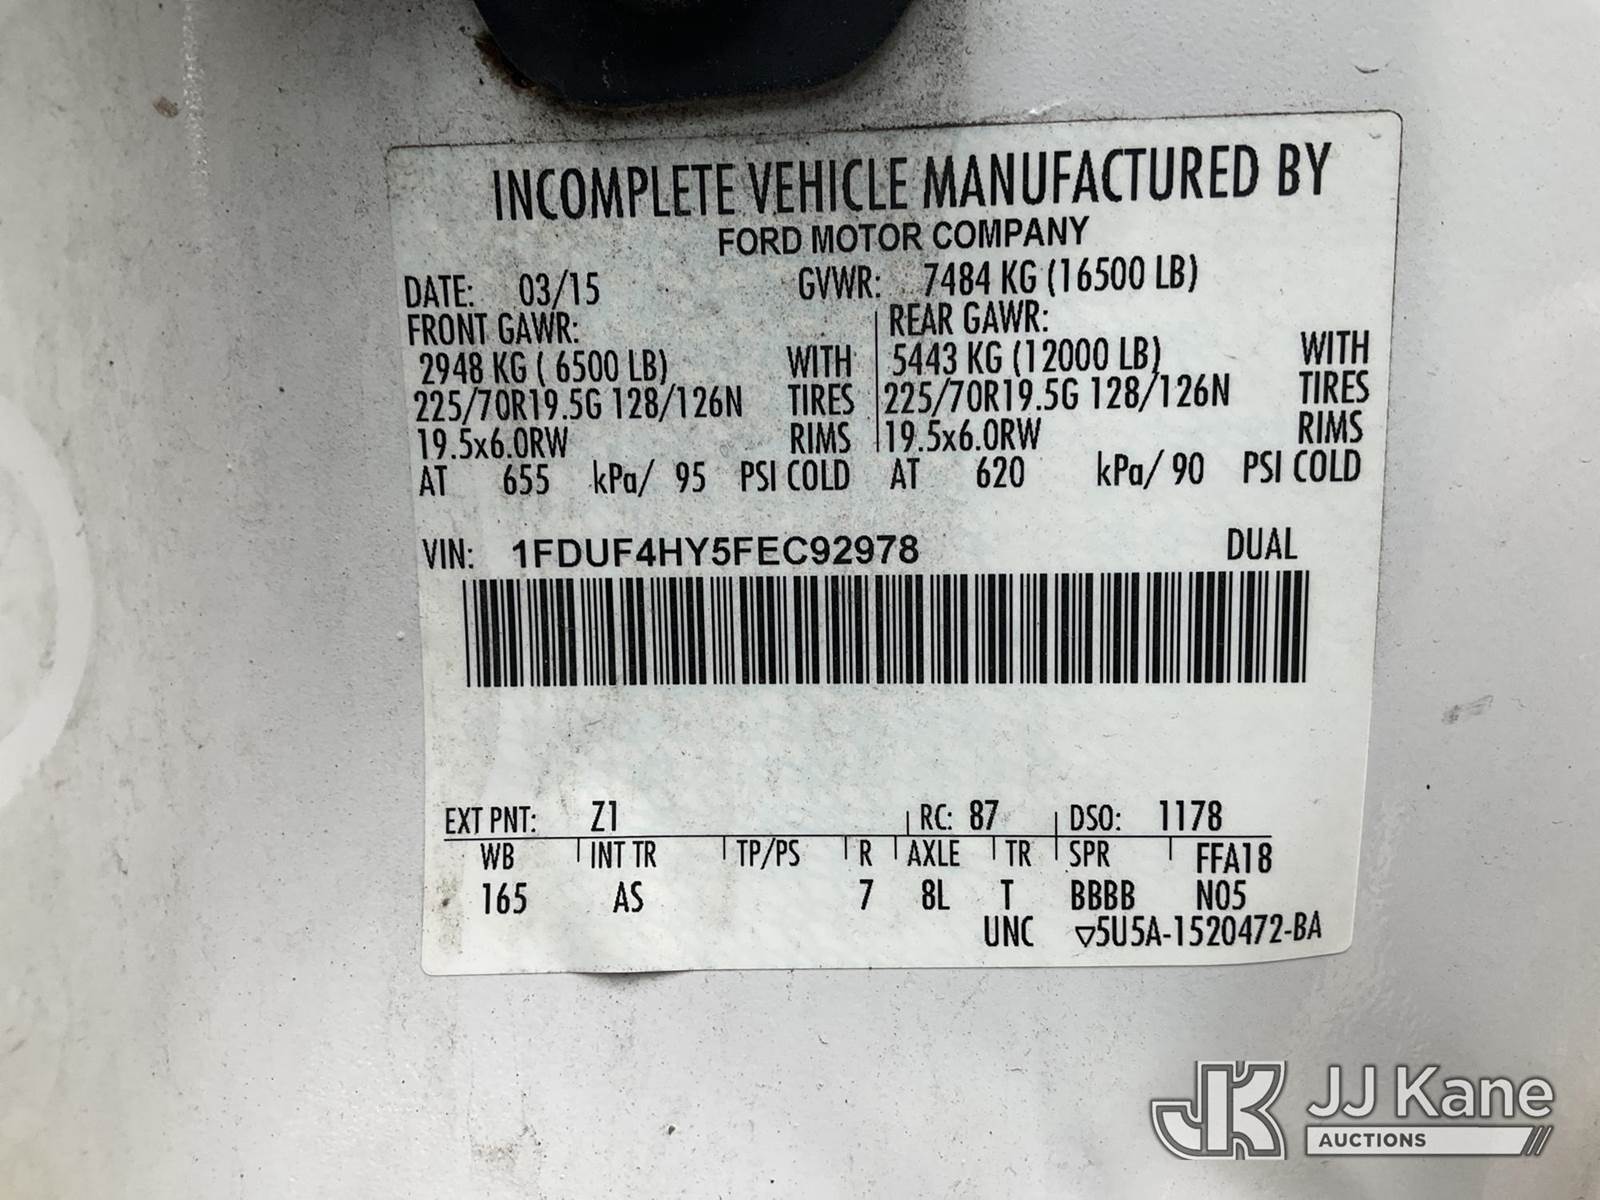 INCOMPLETE VEHICLE MANUFACTURED BY
FORD MOTOR COMPANY
DATE: 03/15 GVWR: 7484 KG (16500 LB)
FRONT GAWR: REAR GAWR:
2948 KG ( 6500 LB) WITH 5443 KG (12000 LB) WITH
225/70R19.5G 128/126N TIRES 225/70R19.5G 128/126N TIRES
19.5x6.0RW RIMS 19.5x6.0RW RIMS
AT 655 kPa/ 95 PSI COLD AT 620 kPa/ 90 PSI COLD
VIN: 1FDUF4HY5FEC92978 DUAL
EXT PNT: Z1 RC: 87 DSO: 1178
WB INT TR TP/PS R AXLE TR SPR FFA18
165 AS 7 8L T BBBB N05
UNC ▽5U5A-1520472-BA
JK JJ Kane
AUCTIONS